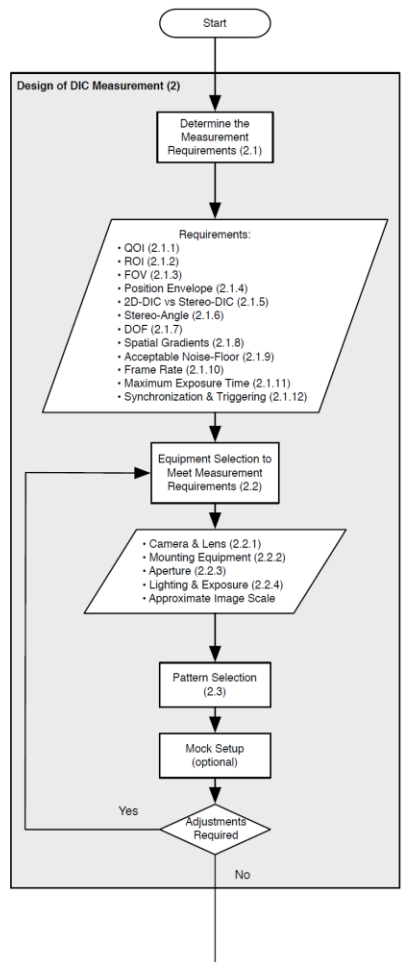 Start
Design of DIC Measurement (2)
Determine the
Measurement
Requirements (2.1)
Requirements:
• QOI (2.1.1)
• ROI (2.1.2)
• FOV (2.1.3)
• Position Envelope (2.1.4)
• 2D-DIC vs Stereo-DIC (2.1.5)
• Stereo-Angle (2.1.6)
• DOF (2.1.7)
• Spatial Gradients (2.1.8)
• Acceptable Noise-Floor (2.1.9)
• Frame Rate (2.1.10)
• Maximum Exposure Time (2.1.11)
• Synchronization & Triggering (2.1.12)
Equipment Selection to
Meet Measurement
Requirements (2.2)
• Camera & Lens (2.2.1)
• Mounting Equipment (2.2.2)
• Aperture (2.2.3)
• Lighting & Exposure (2.2.4)
• Approximate Image Scale
Pattern Selection
(2.3)
Mock Setup
(optional)
Yes
Adjustments
Required
No